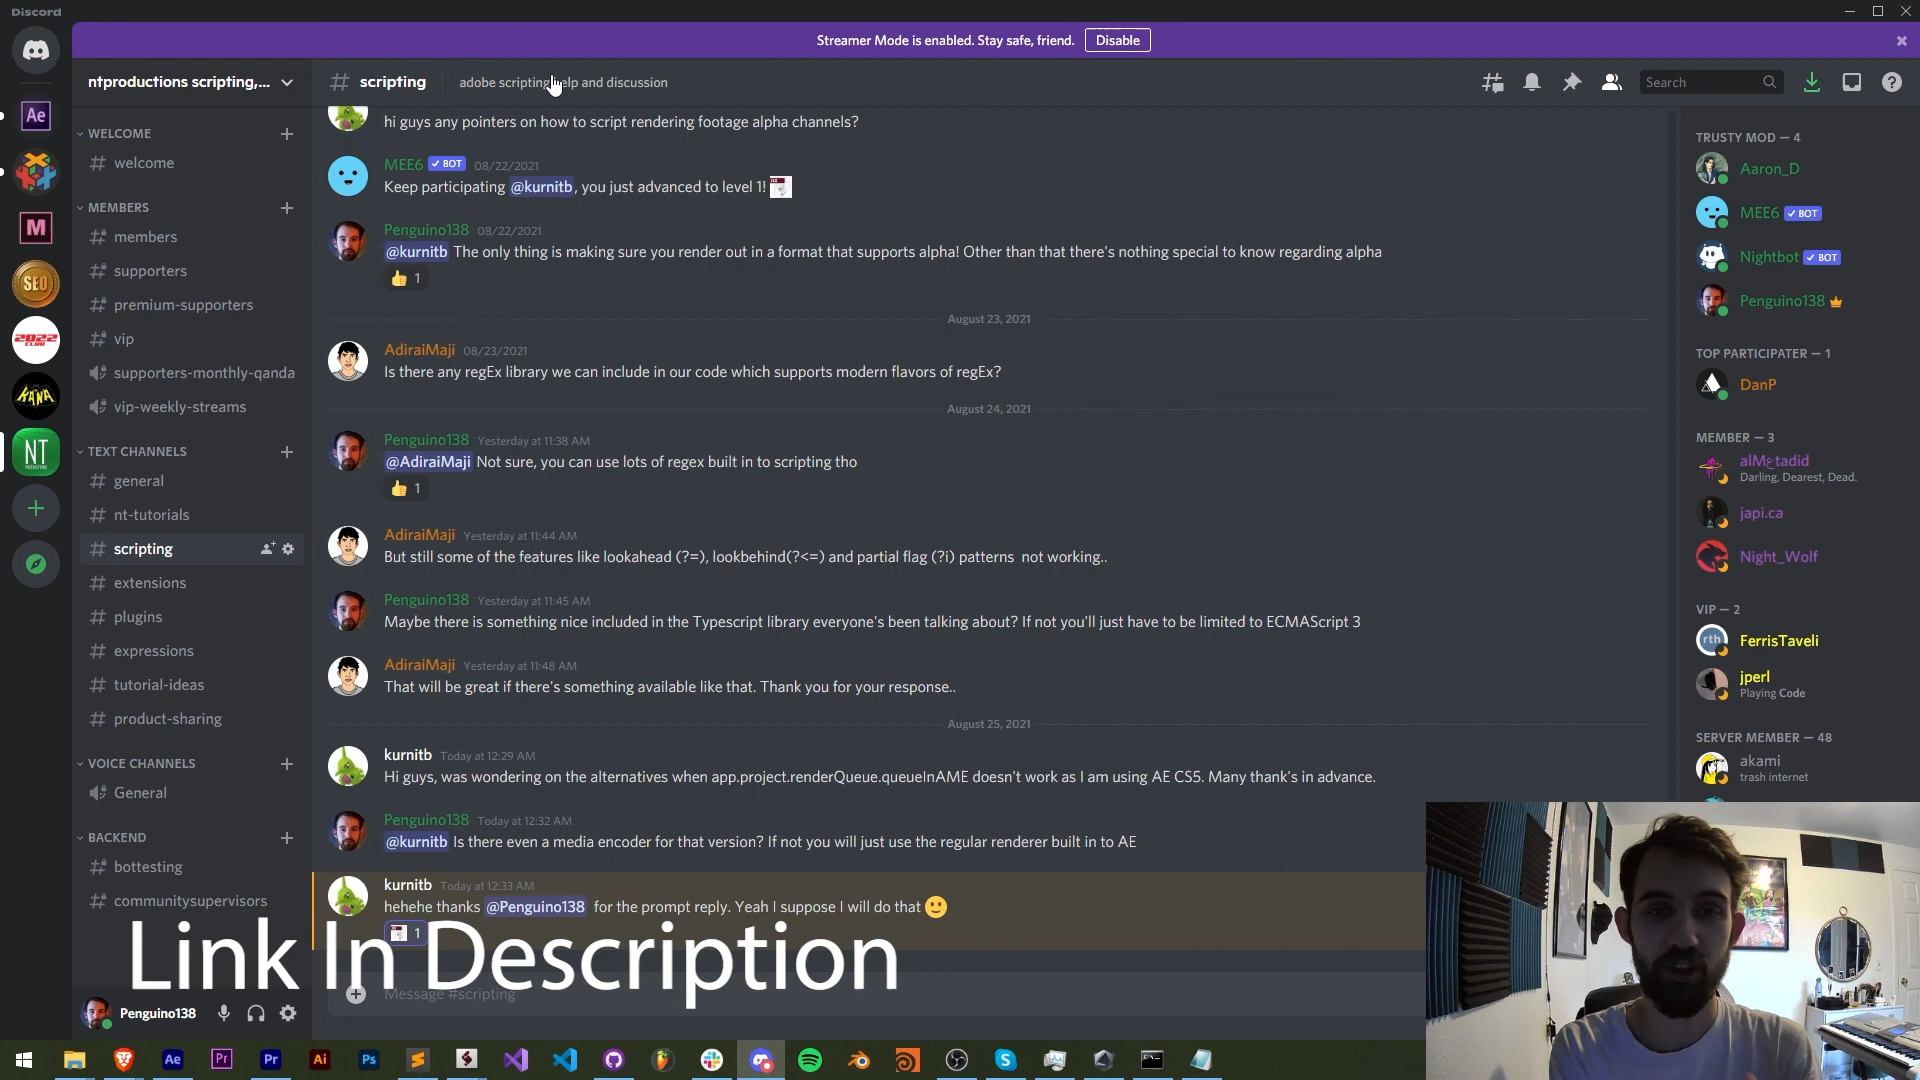 Discord
Streamer Mode is enabled. Stay safe, friend. Disable
ntproductions scripting,...
scripting
adobe scripting help and discussion
Search
WELCOME
welcome
MEMBERS
members
supporters
premium-supporters
vip
supporters-monthly-qanda
vip-weekly-streams
TEXT CHANNELS
general
nt-tutorials
scripting
extensions
plugins
expressions
tutorial-ideas
product-sharing
VOICE CHANNELS
General
BACKEND
bottesting
communitysupervisors
Penguino138
Ae
M
SEO
2022
KANA
NT
hi guys any pointers on how to script rendering footage alpha channels?
MEE6 BOT 08/22/2021
Keep participating @kurnitb, you just advanced to level 1!
Penguino138 08/22/2021
@kurnitb The only thing is making sure you render out in a format that supports alpha! Other than that there's nothing special to know regarding alpha
1
August 23, 2021
AdiraiMaji 08/23/2021
Is there any regEx library we can include in our code which supports modern flavors of regEx?
August 24, 2021
Penguino138 Yesterday at 11:38 AM
@AdiraiMaji Not sure, you can use lots of regex built in to scripting tho
1
AdiraiMaji Yesterday at 11:44 AM
But still some of the features like lookahead (?=), lookbehind(?<=) and partial flag (?i) patterns not working..
Penguino138 Yesterday at 11:45 AM
Maybe there is something nice included in the Typescript library everyone's been talking about? If not you'll just have to be limited to ECMAScript 3
AdiraiMaji Yesterday at 11:48 AM
That will be great if there's something available like that. Thank you for your response..
August 25, 2021
kurnitb Today at 12:29 AM
Hi guys, was wondering on the alternatives when app.project.renderQueue.queueInAME doesn't work as I am using AE CS5. Many thank's in advance.
Penguino138 Today at 12:32 AM
@kurnitb Is there even a media encoder for that version? If not you will just use the regular renderer built in to AE
kurnitb Today at 12:33 AM
hehehe thanks @Penguino138 for the prompt reply. Yeah I suppose I will do that
1
Message #scripting
Link In Description
TRUSTY MOD — 4
Aaron_D
MEE6 BOT
Nightbot BOT
Penguino138
TOP PARTICIPATER — 1
DanP
MEMBER — 3
Darling, Dearest, Dead.
japi.ca
Night_Wolf
VIP — 2
rth
FerrisTaveli
jperl
Playing Code
SERVER MEMBER — 48
akami
trash internet
Ae
Pr
Pr
Ai
Ps